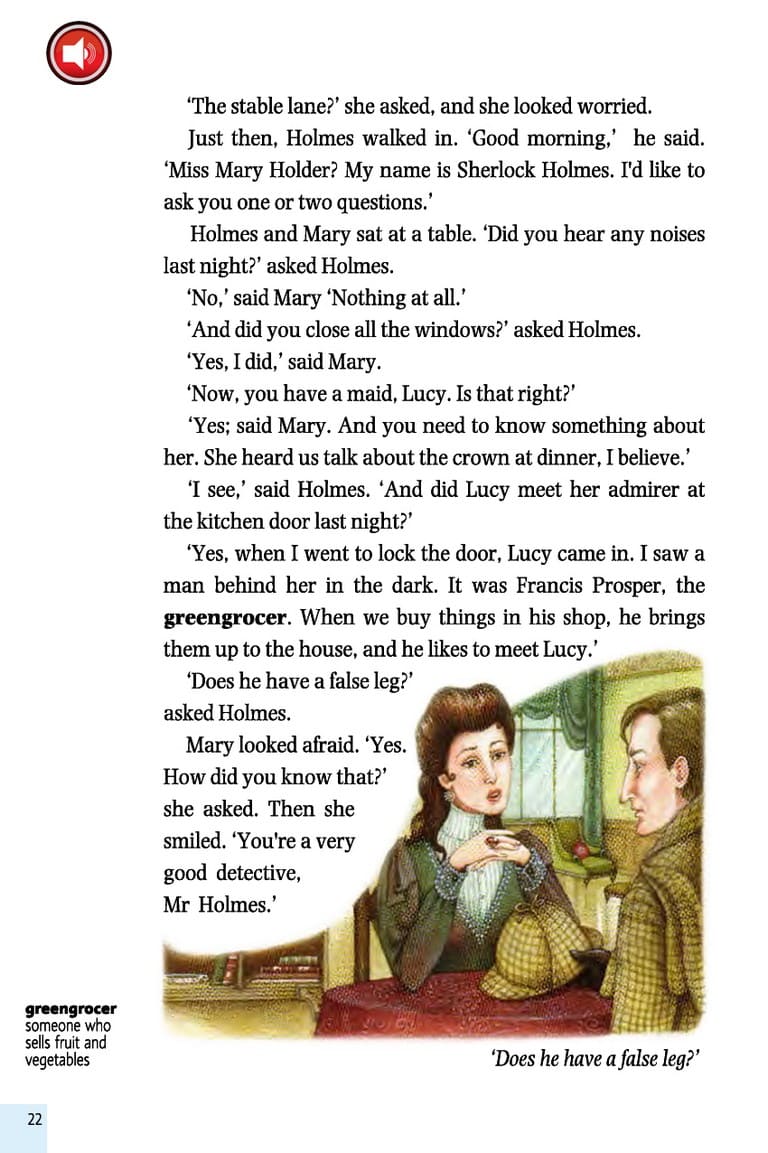 ‘The stable lane?’ she asked, and she looked worried.
Just then, Holmes walked in. ‘Good morning,’ he said.
‘Miss Mary Holder? My name is Sherlock Holmes. I'd like to
ask you one or two questions.’
Holmes and Mary sat at a table. ‘Did you hear any noises
last night?’ asked Holmes.
‘No,’ said Mary ‘Nothing at all.’
‘And did you close all the windows?’ asked Holmes.
‘Yes, I did,’ said Mary.
‘Now, you have a maid, Lucy. Is that right?’
‘Yes; said Mary. And you need to know something about
her. She heard us talk about the crown at dinner, I believe.’
‘I see,’ said Holmes. ‘And did Lucy meet her admirer at
the kitchen door last night?’
‘Yes, when I went to lock the door, Lucy came in. I saw a
man behind her in the dark. It was Francis Prosper, the
greengrocer. When we buy things in his shop, he brings
them up to the house, and he likes to meet Lucy.’
‘Does he have a false leg?’
asked Holmes.
Mary looked afraid. ‘Yes.
How did you know that?’
she asked. Then she
smiled. ‘You're a very
good detective,
Mr Holmes.’
greengrocer
someone who
sells fruit and
vegetables
‘Does he have a false leg?’
22